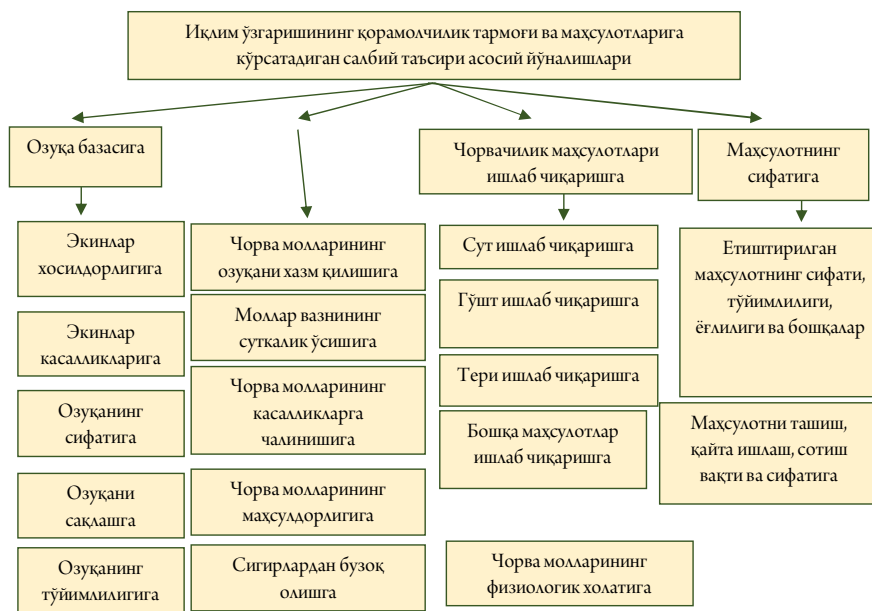 Иқлим ўзгаришининг қорамолчилик тармоғи ва маҳсулотларига
кўрсатадиган салбий таъсири асосий йўналишлари
Озуқа базасига
Экинлар
хосилдорлигига
Экинлар
касалликларига
Озуқанинг
сифатига
Озуқани
сақлашга
Озуқанинг
тўйимлилигига
Чорва молларининг
озуқани хазм қилишига
Моллар вазнининг
суткалик ўсишига
Чорва молларининг
касалликларга
чалинишига
Чорва молларининг
маҳсулдорлигига
Сигирлардан бузоқ
олишга
Чорвачилик маҳсулотлари
ишлаб чиқаришга
Сут ишлаб чиқаришга
Гўшт ишлаб чиқаришга
Тери ишлаб чиқаришга
Бошқа маҳсулотлар
ишлаб чиқаришга
Чорва молларининг
физиологик холатига
Маҳсулотнинг
сифатига
Етиштирилган
маҳсулотнинг сифати,
тўйимлилиги,
ёғлилиги ва бошқалар
Маҳсулотни ташиш,
қайта ишлаш, сотиш
вақти ва сифатига